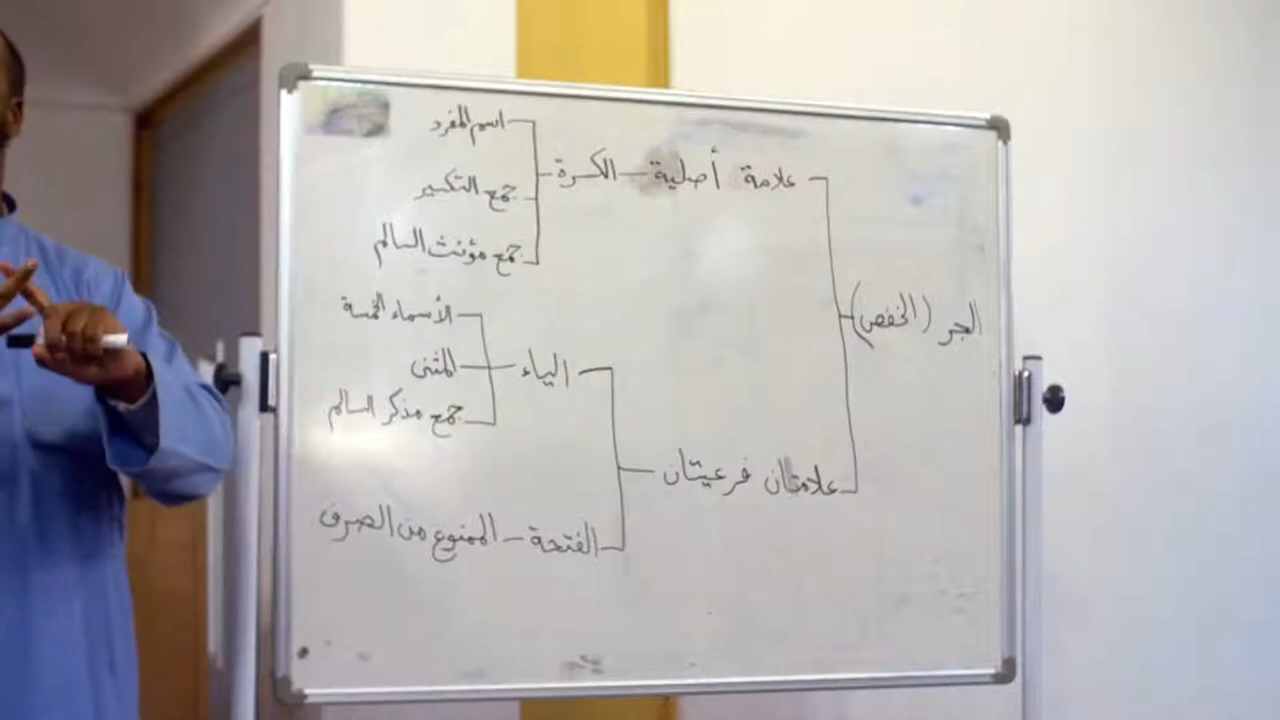 الجر (الخفض)
علامة أصلية – الكسرة
اسم المفرد
جمع التكسير
جمع مؤنث السالم
علامتان فرعيتان
الياء
الأسماء الخمسة
المثنى
جمع مذكر السالم
الفتحة – الممنوع من الصرف